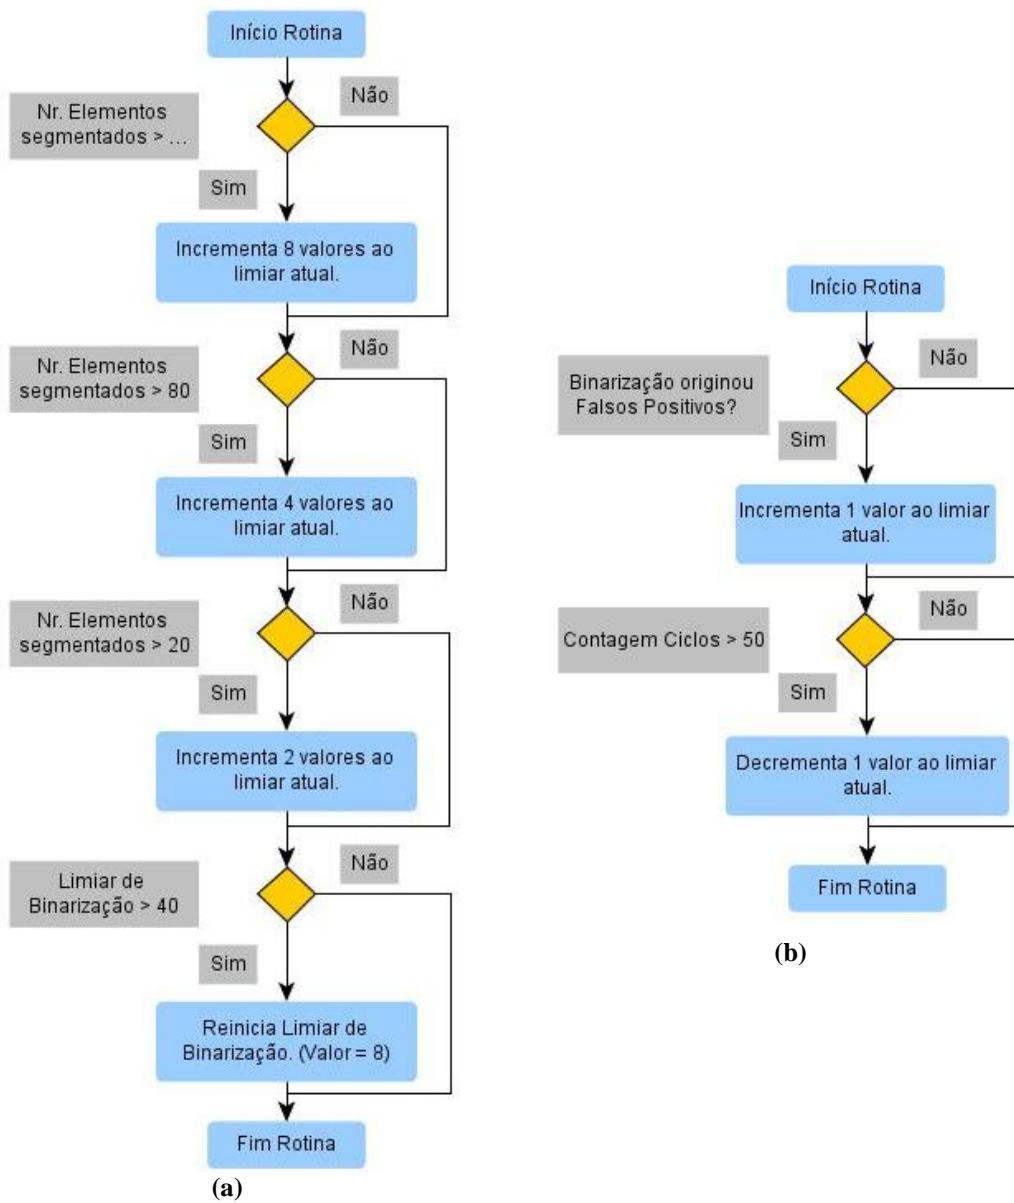 Início Rotina
Não
Nr. Elementos
segmentados > ...
Sim
Incrementa 8 valores ao
limiar atual.
Não
Nr. Elementos
segmentados > 80
Sim
Incrementa 4 valores ao
limiar atual.
Não
Nr. Elementos
segmentados > 20
Sim
Incrementa 2 valores ao
limiar atual.
Não
Limiar de
Binarização > 40
Sim
Reinicia Limiar de
Binarização. (Valor = 8)
Fim Rotina
(a)
Início Rotina
Não
Binarização originou
Falsos Positivos?
Sim
Incrementa 1 valor ao limiar
atual.
Não
Contagem Ciclos > 50
Sim
Decrementa 1 valor ao limiar
atual.
Fim Rotina
(b)